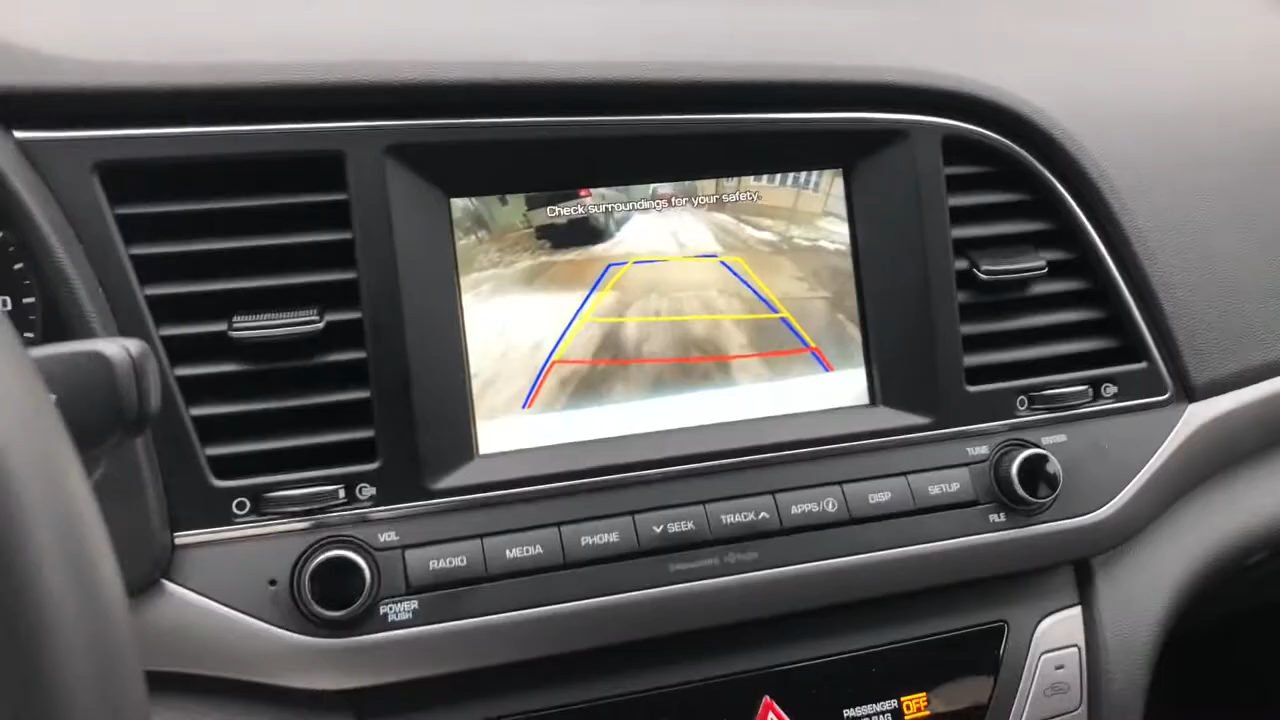 Check surroundings for your safety.
VOL
RADIO
MEDIA
PHONE
SEEK
TRACK
APPS/i
DISP
SETUP
TUNE
FILE
POWER
PUSH
PASSENGER
OFF